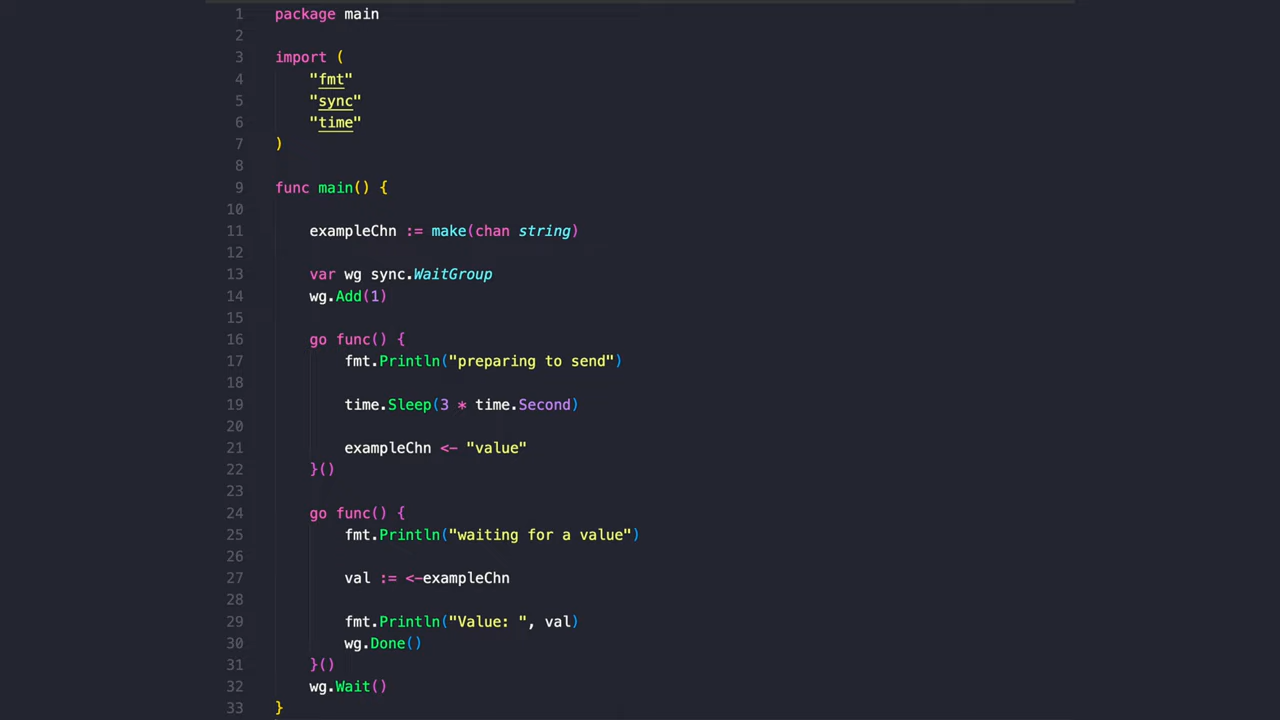 1 package main
2
3 import (
4 "fmt"
5 "sync"
6 "time"
7 )
8
9 func main() {
10
11 exampleChn := make(chan string)
12
13 var wg sync.WaitGroup
14 wg.Add(1)
15
16 go func() {
17 fmt.Println("preparing to send")
18
19 time.Sleep(3 * time.Second)
20
21 exampleChn <- "value"
22 }()
23
24 go func() {
25 fmt.Println("waiting for a value")
26
27 val := <-exampleChn
28
29 fmt.Println("Value: ", val)
30 wg.Done()
31 }()
32 wg.Wait()
33 }